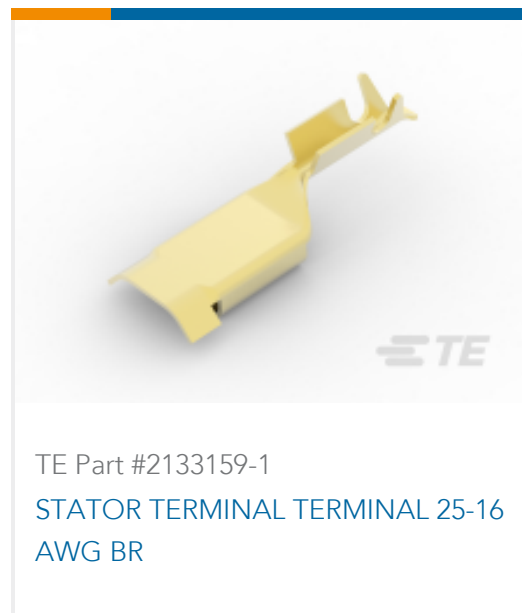 TE
TE Part #2133159-1
STATOR TERMINAL TERMINAL 25-16
AWG BR